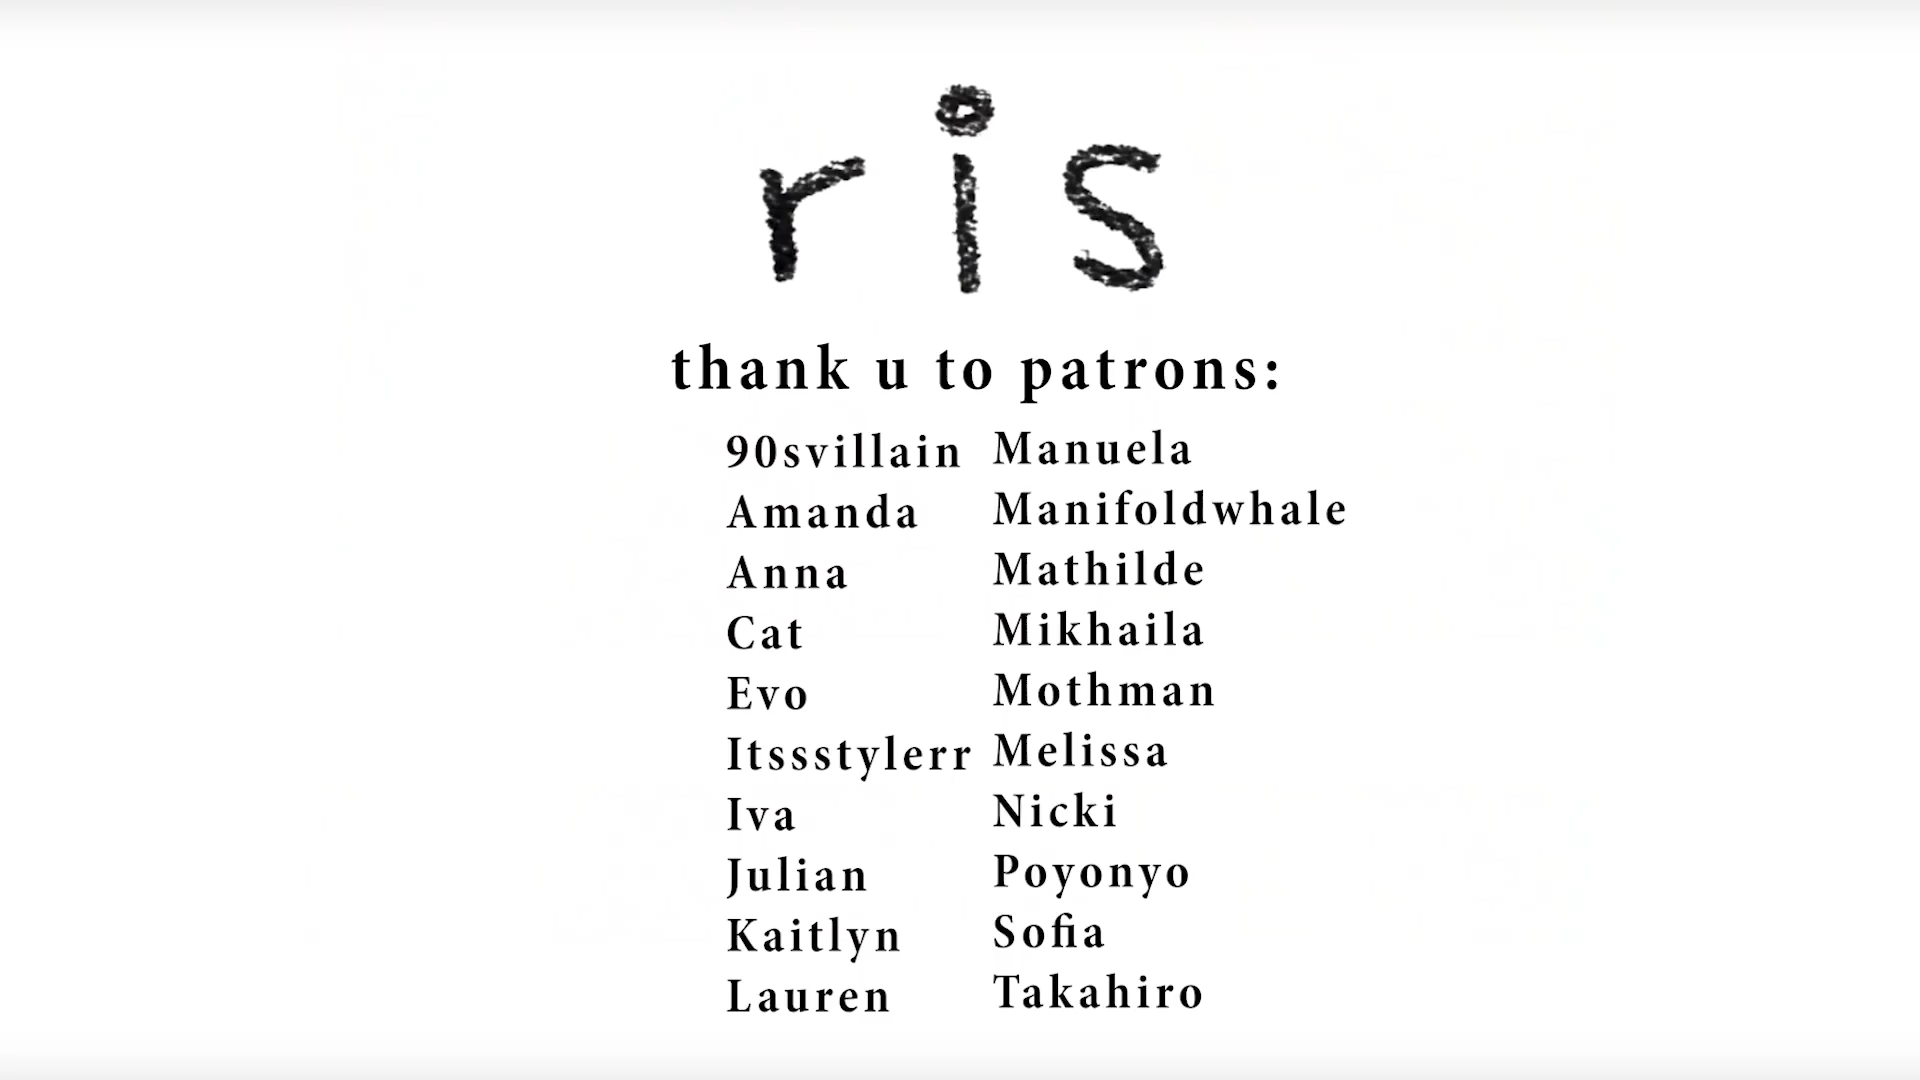 ris
thank u to patrons:
90svillain
Amanda
Anna
Cat
Evo
Itssstylerr
Iva
Julian
Kaitlyn
Lauren
Manuela
Manifoldwhale
Mathilde
Mikhaila
Mothman
Melissa
Nicki
Poyonyo
Sofia
Takahiro